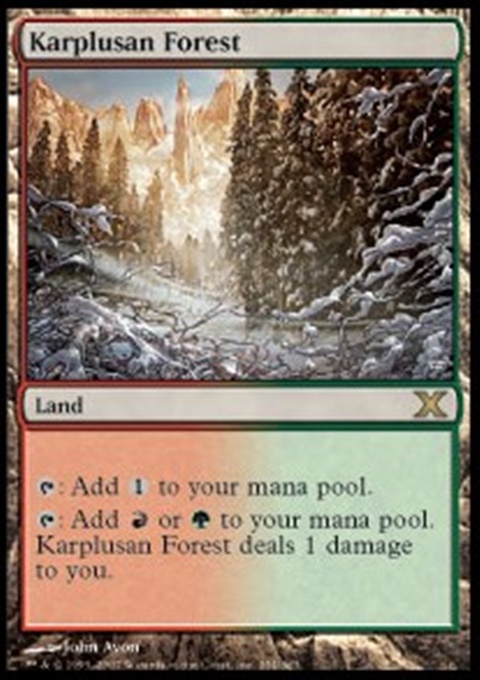 Karplusan Forest
Land
: Add 1 to your mana pool.
: Add or to your mana pool.
Karplusan Forest deals 1 damage
to you.
John Avon